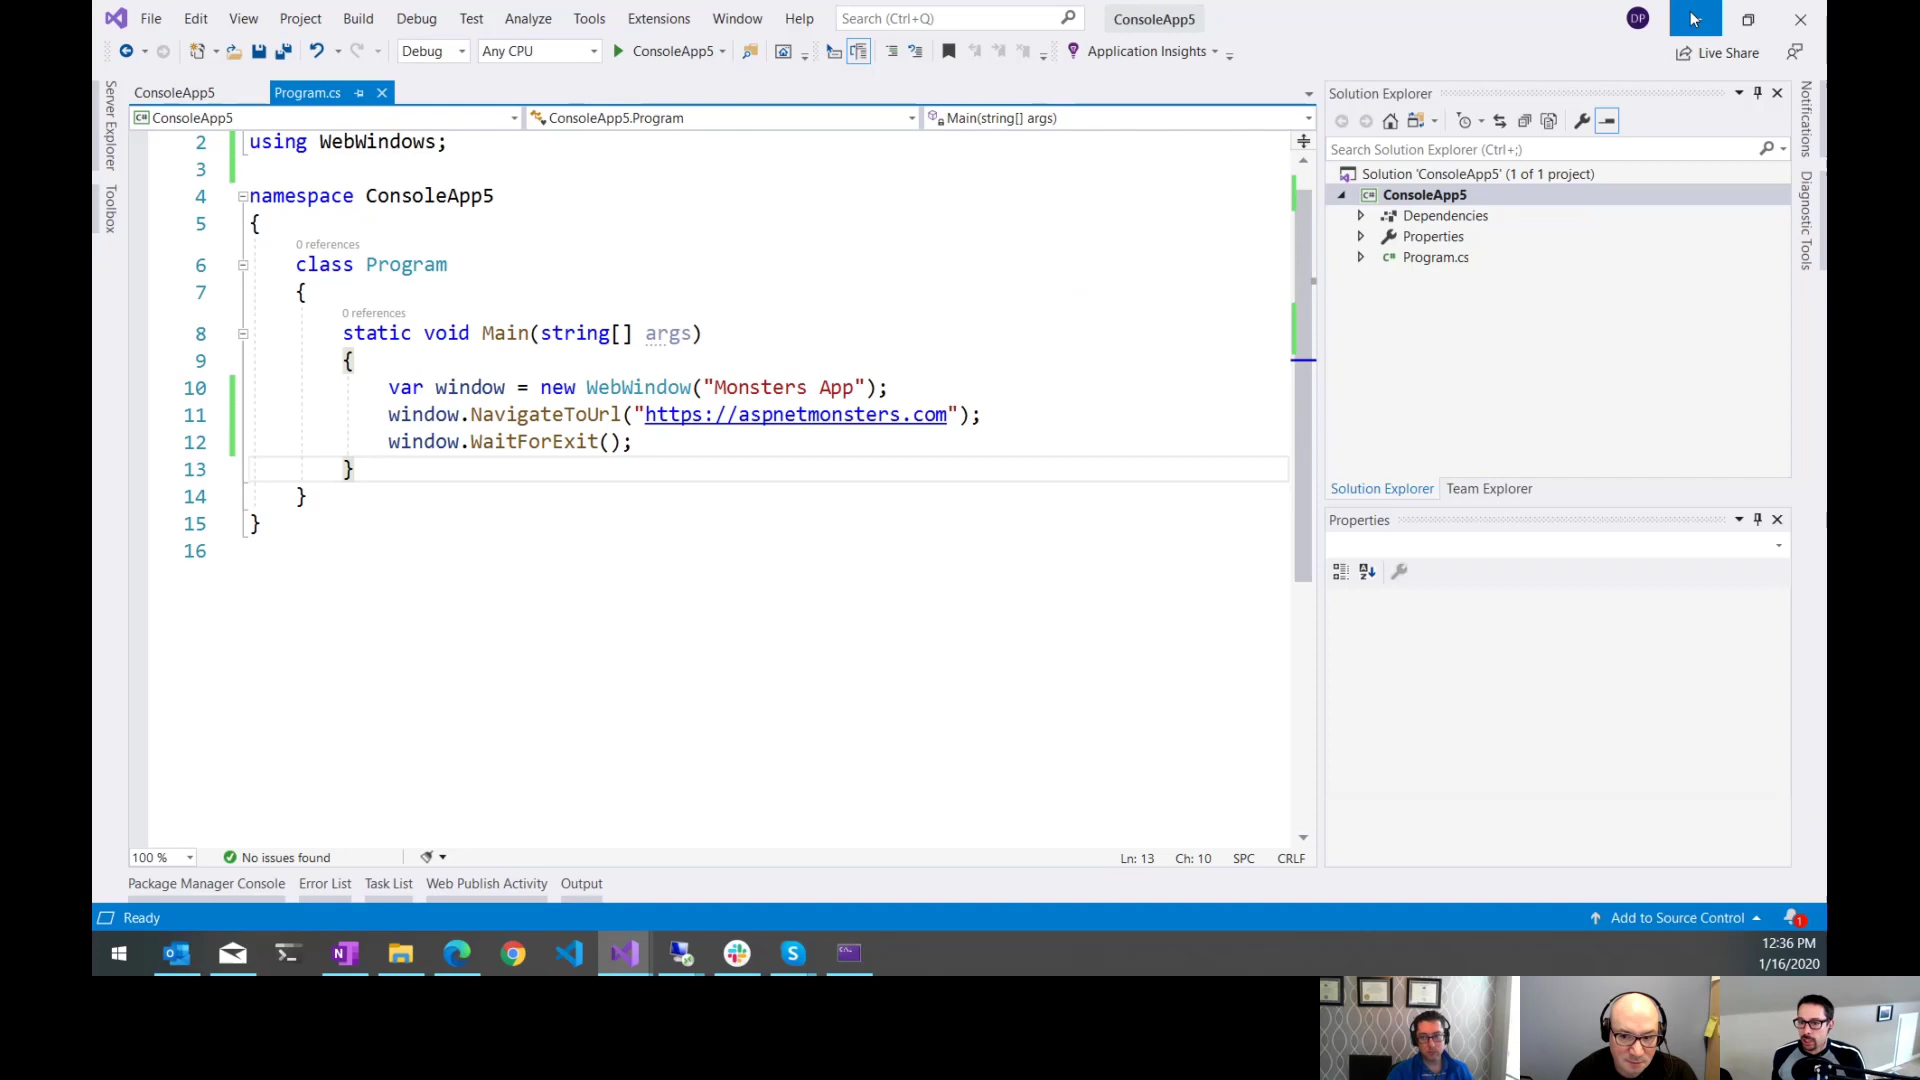 File Edit View Project Build Debug Test Analyze Tools Extensions Window Help Search (Ctrl+Q) ConsoleApp5 DP
Debug Any CPU ConsoleApp5 Application Insights Live Share
Server Explorer
Toolbox
ConsoleApp5 Program.cs
ConsoleApp5 ConsoleApp5.Program Main(string[] args)
2 using WebWindows;
3
4 namespace ConsoleApp5
5 {
0 references
6 class Program
7 {
0 references
8 static void Main(string[] args)
9 {
10 var window = new WebWindow("Monsters App");
11 window.NavigateToUrl("https://aspnetmonsters.com");
12 window.WaitForExit();
13 }
14 }
15 }
16
100 % No issues found Ln: 13 Ch: 10 SPC CRLF
Package Manager Console Error List Task List Web Publish Activity Output
Solution Explorer
Search Solution Explorer (Ctrl+;)
Solution 'ConsoleApp5' (1 of 1 project)
ConsoleApp5
Dependencies
Properties
Program.cs
Solution Explorer Team Explorer
Properties
Notifications
Diagnostic Tools
Ready Add to Source Control 1
12:36 PM
1/16/2020